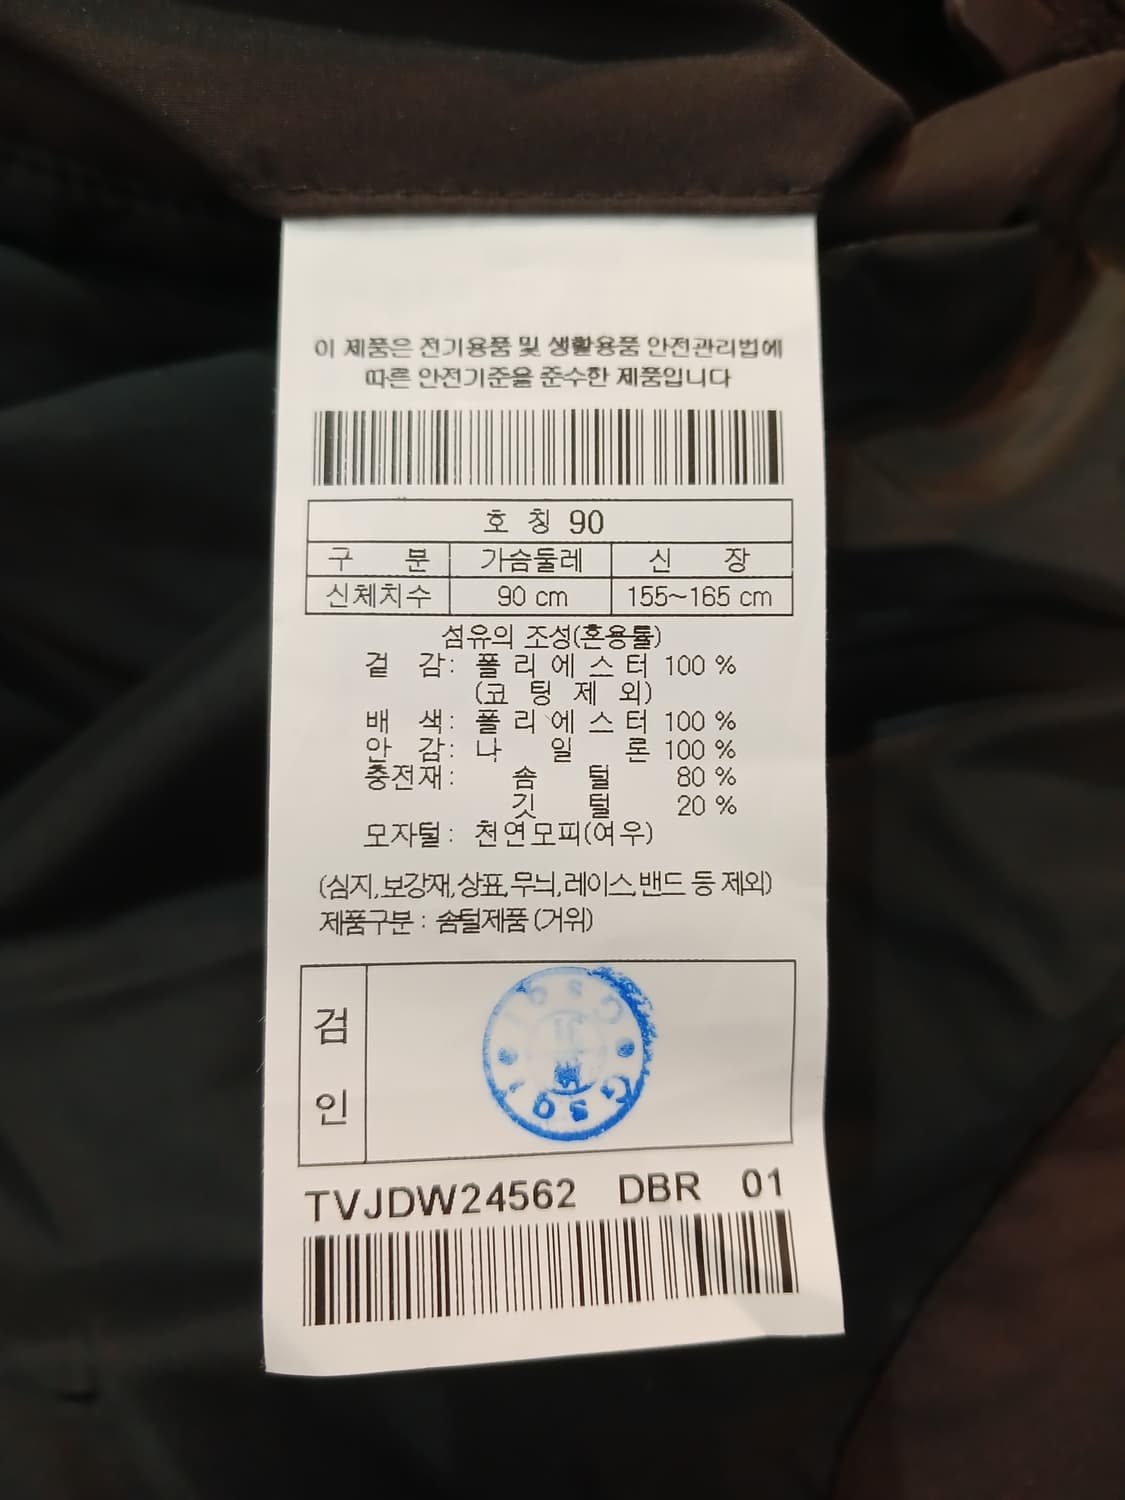 이 제품은 전기용품 및 생활용품 안전관리법에
따른 안전기준을 준수한 제품입니다
호 칭 90
구 분 가슴둘레 신 장
신체치수 90 cm 155~165 cm
섬유의 조성(혼용률)
겉 감: 폴 리 에 스 터 100 %
(코 팅 제 외)
배 색: 폴 리 에 스 터 100 %
안 감: 나 일 론 100 %
충전재: 솜 털 80 %
깃 털 20 %
모자털: 천연모피(여우)
(심지,보강재,상표,무늬,레이스,밴드 등 제외)
제품구분 : 솜털제품 (거위)
검
인
TVJDW24562 DBR 01